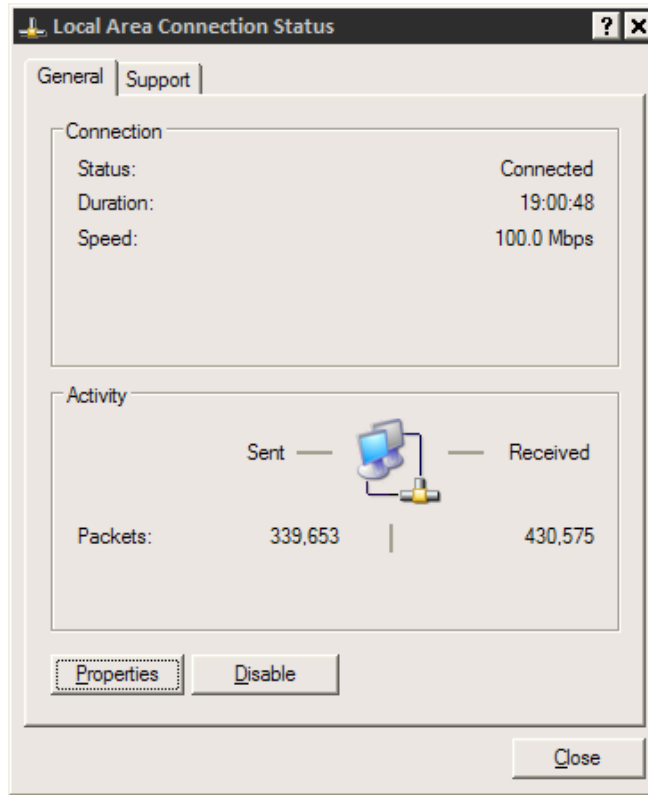 Local Area Connection Status
General Support
Connection
Status: Connected
Duration: 19:00:48
Speed: 100.0 Mbps
Activity
Sent Received
Packets: 339,653 430,575
Properties Disable
Close